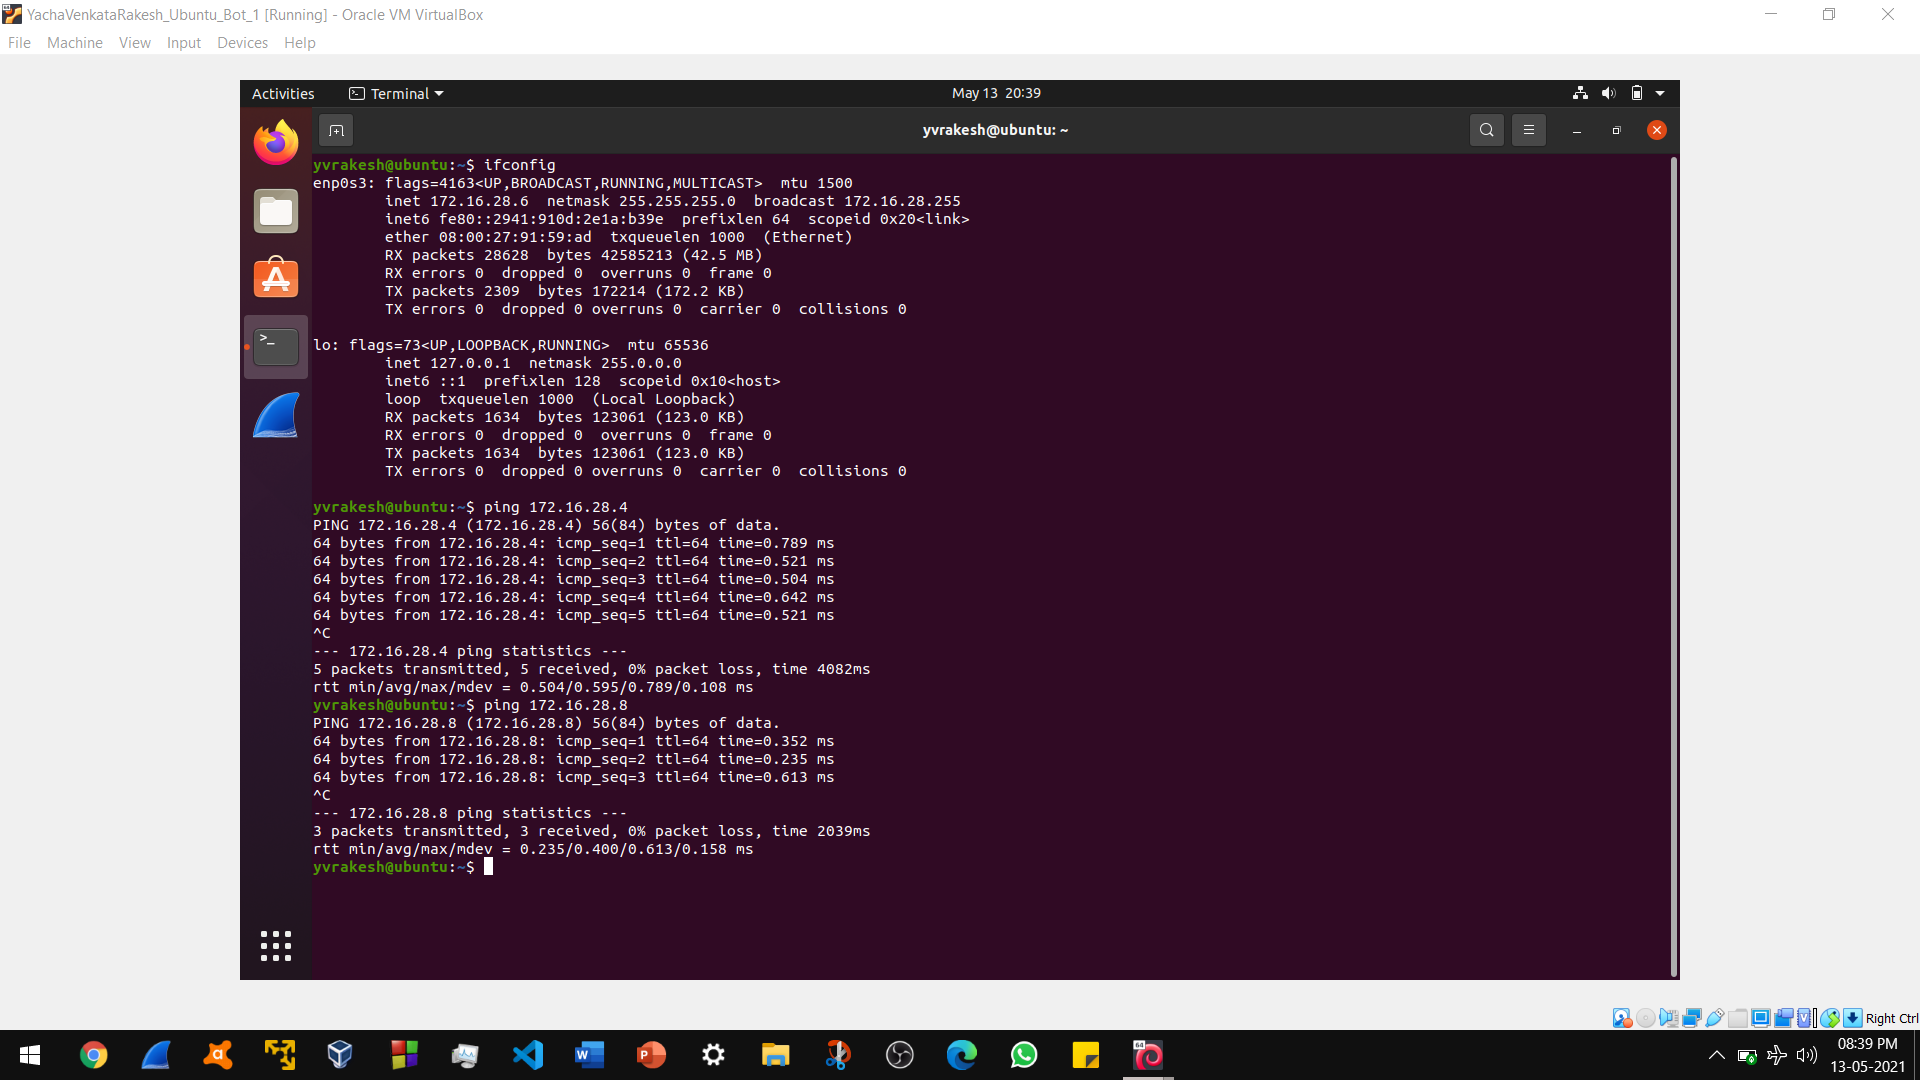 YachaVenkataRakesh_Ubuntu_Bot_1 [Running] - Oracle VM VirtualBox
File Machine View Input Devices Help
Activities Terminal May 13 20:39
yvrakesh@ubuntu: ~
yvrakesh@ubuntu:~$ ifconfig
enp0s3: flags=4163<UP,BROADCAST,RUNNING,MULTICAST>  mtu 1500
        inet 172.16.28.6  netmask 255.255.255.0  broadcast 172.16.28.255
        inet6 fe80::2941:910d:2e1a:b39e  prefixlen 64  scopeid 0x20<link>
        ether 08:00:27:91:59:ad  txqueuelen 1000  (Ethernet)
        RX packets 28628  bytes 42585213 (42.5 MB)
        RX errors 0  dropped 0  overruns 0  frame 0
        TX packets 2309  bytes 172214 (172.2 KB)
        TX errors 0  dropped 0 overruns 0  carrier 0  collisions 0
lo: flags=73<UP,LOOPBACK,RUNNING>  mtu 65536
        inet 127.0.0.1  netmask 255.0.0.0
        inet6 ::1  prefixlen 128  scopeid 0x10<host>
        loop  txqueuelen 1000  (Local Loopback)
        RX packets 1634  bytes 123061 (123.0 KB)
        RX errors 0  dropped 0  overruns 0  frame 0
        TX packets 1634  bytes 123061 (123.0 KB)
        TX errors 0  dropped 0 overruns 0  carrier 0  collisions 0
yvrakesh@ubuntu:~$ ping 172.16.28.4
PING 172.16.28.4 (172.16.28.4) 56(84) bytes of data.
64 bytes from 172.16.28.4: icmp_seq=1 ttl=64 time=0.789 ms
64 bytes from 172.16.28.4: icmp_seq=2 ttl=64 time=0.521 ms
64 bytes from 172.16.28.4: icmp_seq=3 ttl=64 time=0.504 ms
64 bytes from 172.16.28.4: icmp_seq=4 ttl=64 time=0.642 ms
64 bytes from 172.16.28.4: icmp_seq=5 ttl=64 time=0.521 ms
^C
--- 172.16.28.4 ping statistics ---
5 packets transmitted, 5 received, 0% packet loss, time 4082ms
rtt min/avg/max/mdev = 0.504/0.595/0.789/0.108 ms
yvrakesh@ubuntu:~$ ping 172.16.28.8
PING 172.16.28.8 (172.16.28.8) 56(84) bytes of data.
64 bytes from 172.16.28.8: icmp_seq=1 ttl=64 time=0.352 ms
64 bytes from 172.16.28.8: icmp_seq=2 ttl=64 time=0.235 ms
64 bytes from 172.16.28.8: icmp_seq=3 ttl=64 time=0.613 ms
^C
--- 172.16.28.8 ping statistics ---
3 packets transmitted, 3 received, 0% packet loss, time 2039ms
rtt min/avg/max/mdev = 0.235/0.400/0.613/0.158 ms
yvrakesh@ubuntu:~$
Right Ctrl
08:39 PM
13-05-2021